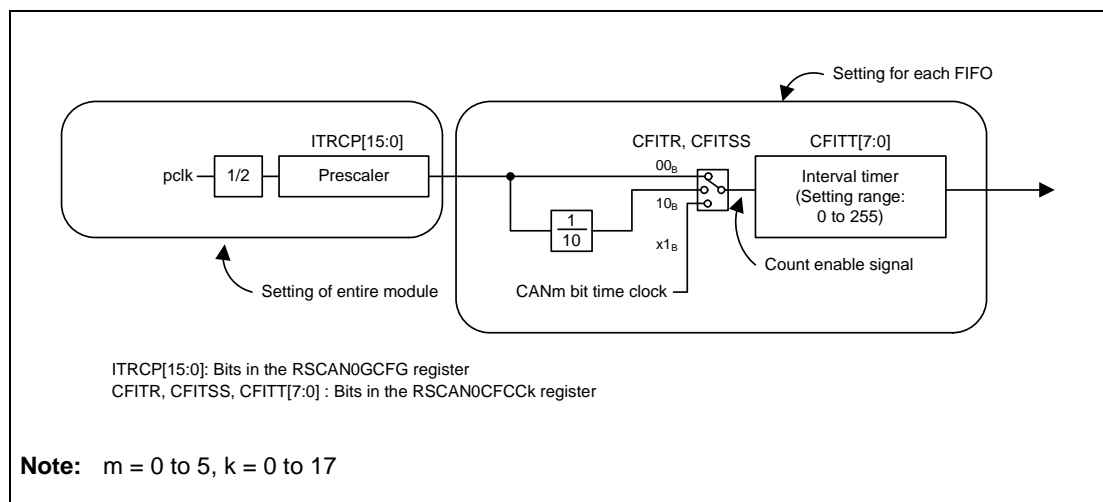 Setting for each FIFO
ITRCP[15:0]
CFITR, CFITSS
CFITT[7:0]
pclk
1/2
Prescaler
00B
10B
x1B
1
10
Interval timer
(Setting range:
0 to 255)
Count enable signal
CANm bit time clock
Setting of entire module
ITRCP[15:0]: Bits in the RSCAN0GCFG register
CFITR, CFITSS, CFITT[7:0] : Bits in the RSCAN0CFCCk register
Note: m = 0 to 5, k = 0 to 17